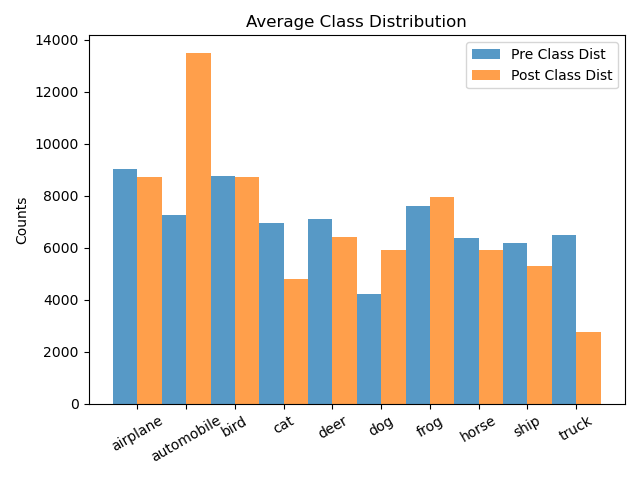 Average Class Distribution
Pre Class Dist
Post Class Dist
Counts
14000
12000
10000
8000
6000
4000
2000
0
airplane
automobile
bird
cat
deer
dog
frog
horse
ship
truck